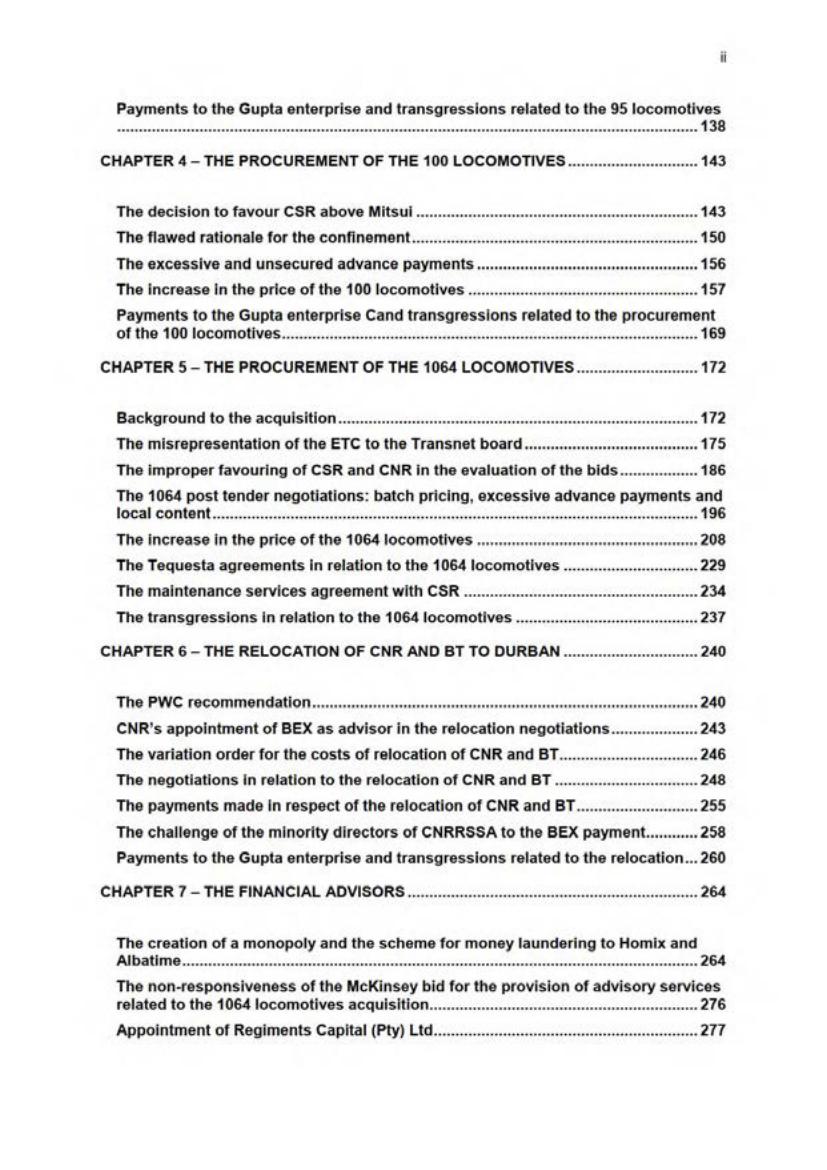 ii
Payments to the Gupta enterprise and transgressions related to the 95 locomotives
........................................................................................................................ 138
CHAPTER 4 – THE PROCUREMENT OF THE 100 LOCOMOTIVES .............................. 143
The decision to favour CSR above Mitsui ................................................................. 143
The flawed rationale for the confinement .................................................................. 150
The excessive and unsecured advance payments ................................................... 156
The increase in the price of the 100 locomotives ..................................................... 157
Payments to the Gupta enterprise Cand transgressions related to the procurement
of the 100 locomotives................................................................................................ 169
CHAPTER 5 – THE PROCUREMENT OF THE 1064 LOCOMOTIVES ............................ 172
Background to the acquisition ................................................................................... 172
The misrepresentation of the ETC to the Transnet board ........................................ 175
The improper favouring of CSR and CNR in the evaluation of the bids .................. 186
The 1064 post tender negotiations: batch pricing, excessive advance payments and
local content ................................................................................................................ 196
The increase in the price of the 1064 locomotives ................................................... 208
The Tequesta agreements in relation to the 1064 locomotives ............................... 229
The maintenance services agreement with CSR ...................................................... 234
The transgressions in relation to the 1064 locomotives .......................................... 237
CHAPTER 6 – THE RELOCATION OF CNR AND BT TO DURBAN ............................... 240
The PWC recommendation ......................................................................................... 240
CNR's appointment of BEX as advisor in the relocation negotiations .................... 243
The variation order for the costs of relocation of CNR and BT................................ 246
The negotiations in relation to the relocation of CNR and BT ................................. 248
The payments made in respect of the relocation of CNR and BT............................ 255
The challenge of the minority directors of CNRRSSA to the BEX payment............ 258
Payments to the Gupta enterprise and transgressions related to the relocation... 260
CHAPTER 7 – THE FINANCIAL ADVISORS ................................................................... 264
The creation of a monopoly and the scheme for money laundering to Homix and
Albatime ....................................................................................................................... 264
The non-responsiveness of the McKinsey bid for the provision of advisory services
related to the 1064 locomotives acquisition.............................................................. 276
Appointment of Regiments Capital (Pty) Ltd............................................................. 277